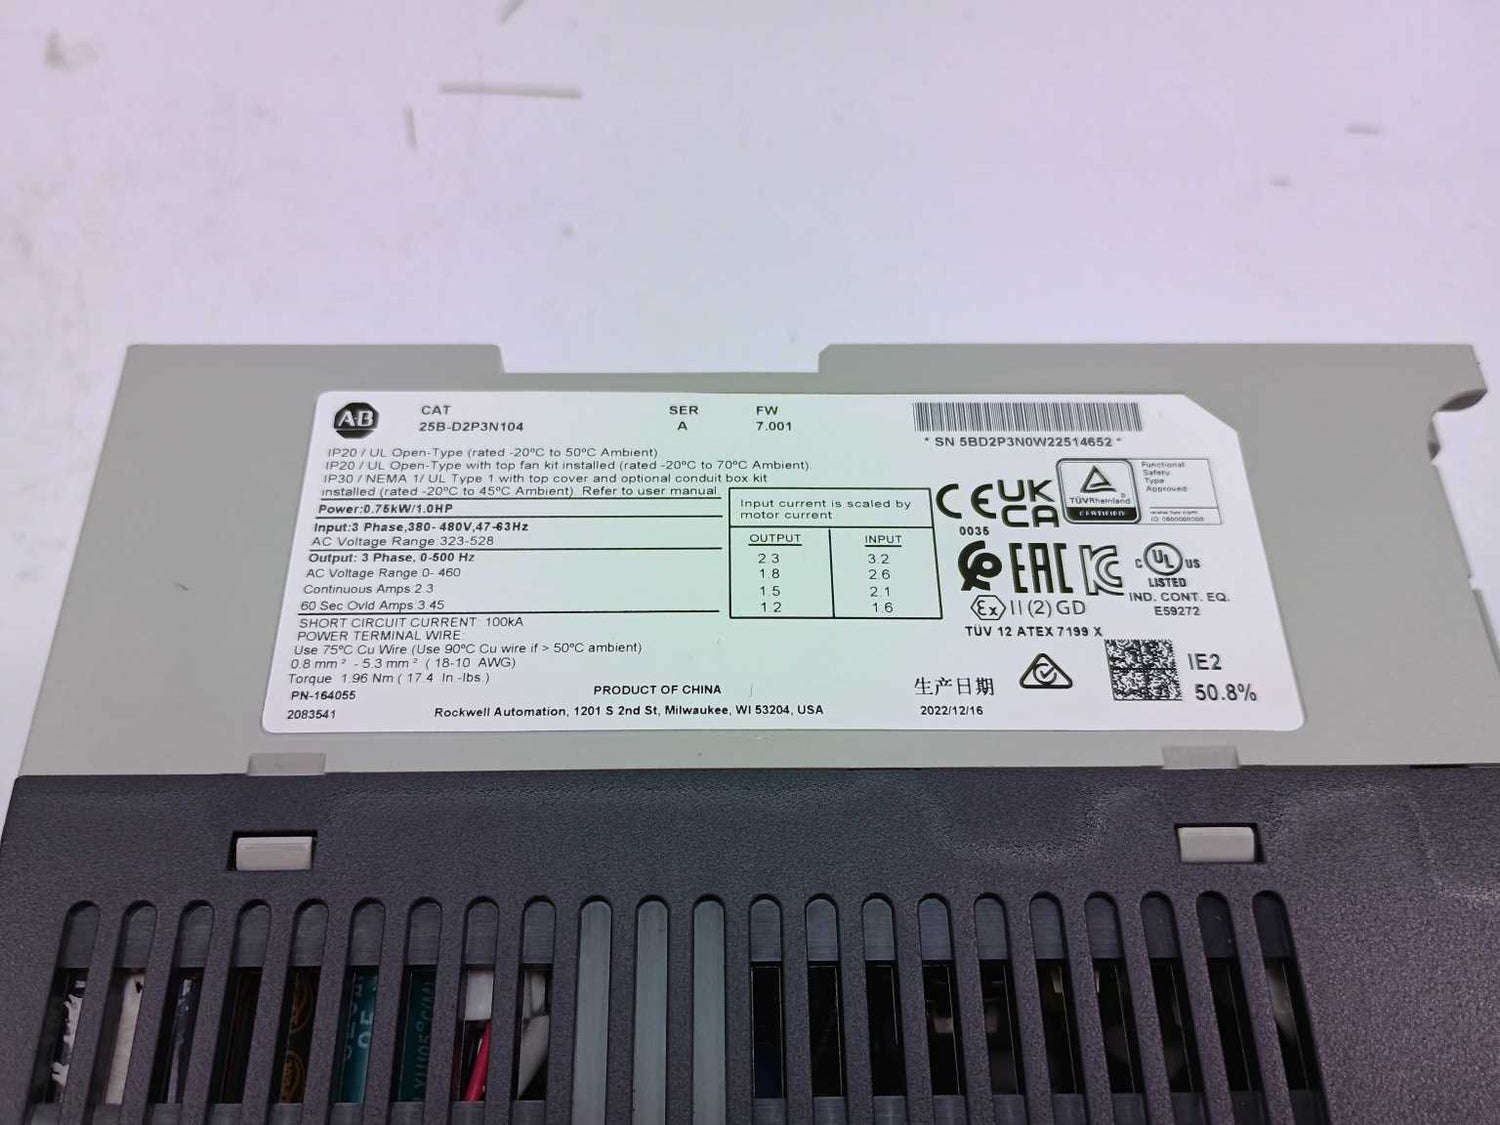 AB
CAT
25B-D2P3N104
SER
A
FW
7.001
* SN 5BD2P3N0W22514652 *
IP20 / UL Open-Type (rated -20°C to 50°C Ambient)
IP20 / UL Open-Type with top fan kit installed (rated -20°C to 70°C Ambient).
IP30 / NEMA 1/ UL Type 1 with top cover and optional conduit box kit
installed (rated -20°C to 45°C Ambient). Refer to user manual.
Power:0.75kW/1.0HP
Input:3 Phase,380- 480V,47-63Hz
AC Voltage Range:323-528
Output: 3 Phase, 0-500 Hz
AC Voltage Range 0- 460
Continuous Amps:2.3
60 Sec Ovld Amps:3.45
SHORT CIRCUIT CURRENT 100kA
POWER TERMINAL WIRE:
Use 75°C Cu Wire (Use 90°C Cu wire if > 50°C ambient)
0.8 mm² - 5.3 mm² ( 18-10 AWG)
Torque 1.96 Nm ( 17.4 In -lbs.)
PN-164055
2083541
PRODUCT OF CHINA
Rockwell Automation, 1201 S 2nd St, Milwaukee, WI 53204, USA
Input current is scaled by
motor current
OUTPUT INPUT
2.3 3.2
1.8 2.6
1.5 2.1
1.2 1.6
CE
0035
UK
CA
TÜVRheinland
CERTIFIED
Functional
Safety
Type
Approved
EAC
KC
C UL US
LISTED
IND. CONT. EQ.
E59272
Ex II (2) GD
TÜV 12 ATEX 7199 X
生产日期
2022/12/16
IE2
50.8%